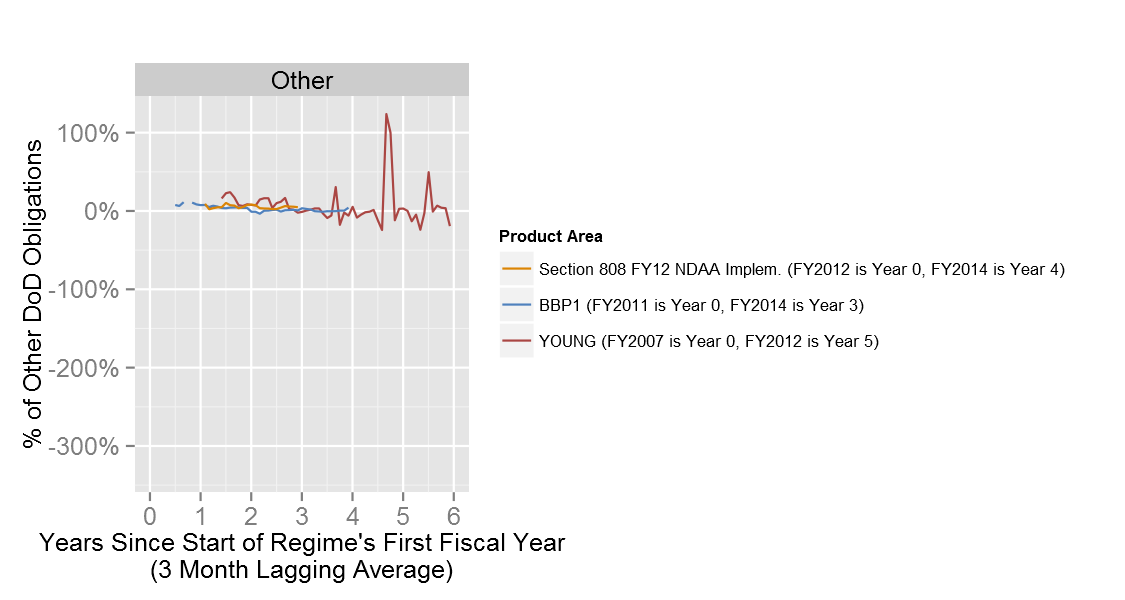 Other
% of Other DoD Obligations
100%
0%
-100%
-200%
-300%
0 1 2 3 4 5 6
Years Since Start of Regime's First Fiscal Year
(3 Month Lagging Average)
Product Area
Section 808 FY12 NDAA Implem. (FY2012 is Year 0, FY2014 is Year 4)
BBP1 (FY2011 is Year 0, FY2014 is Year 3)
YOUNG (FY2007 is Year 0, FY2012 is Year 5)